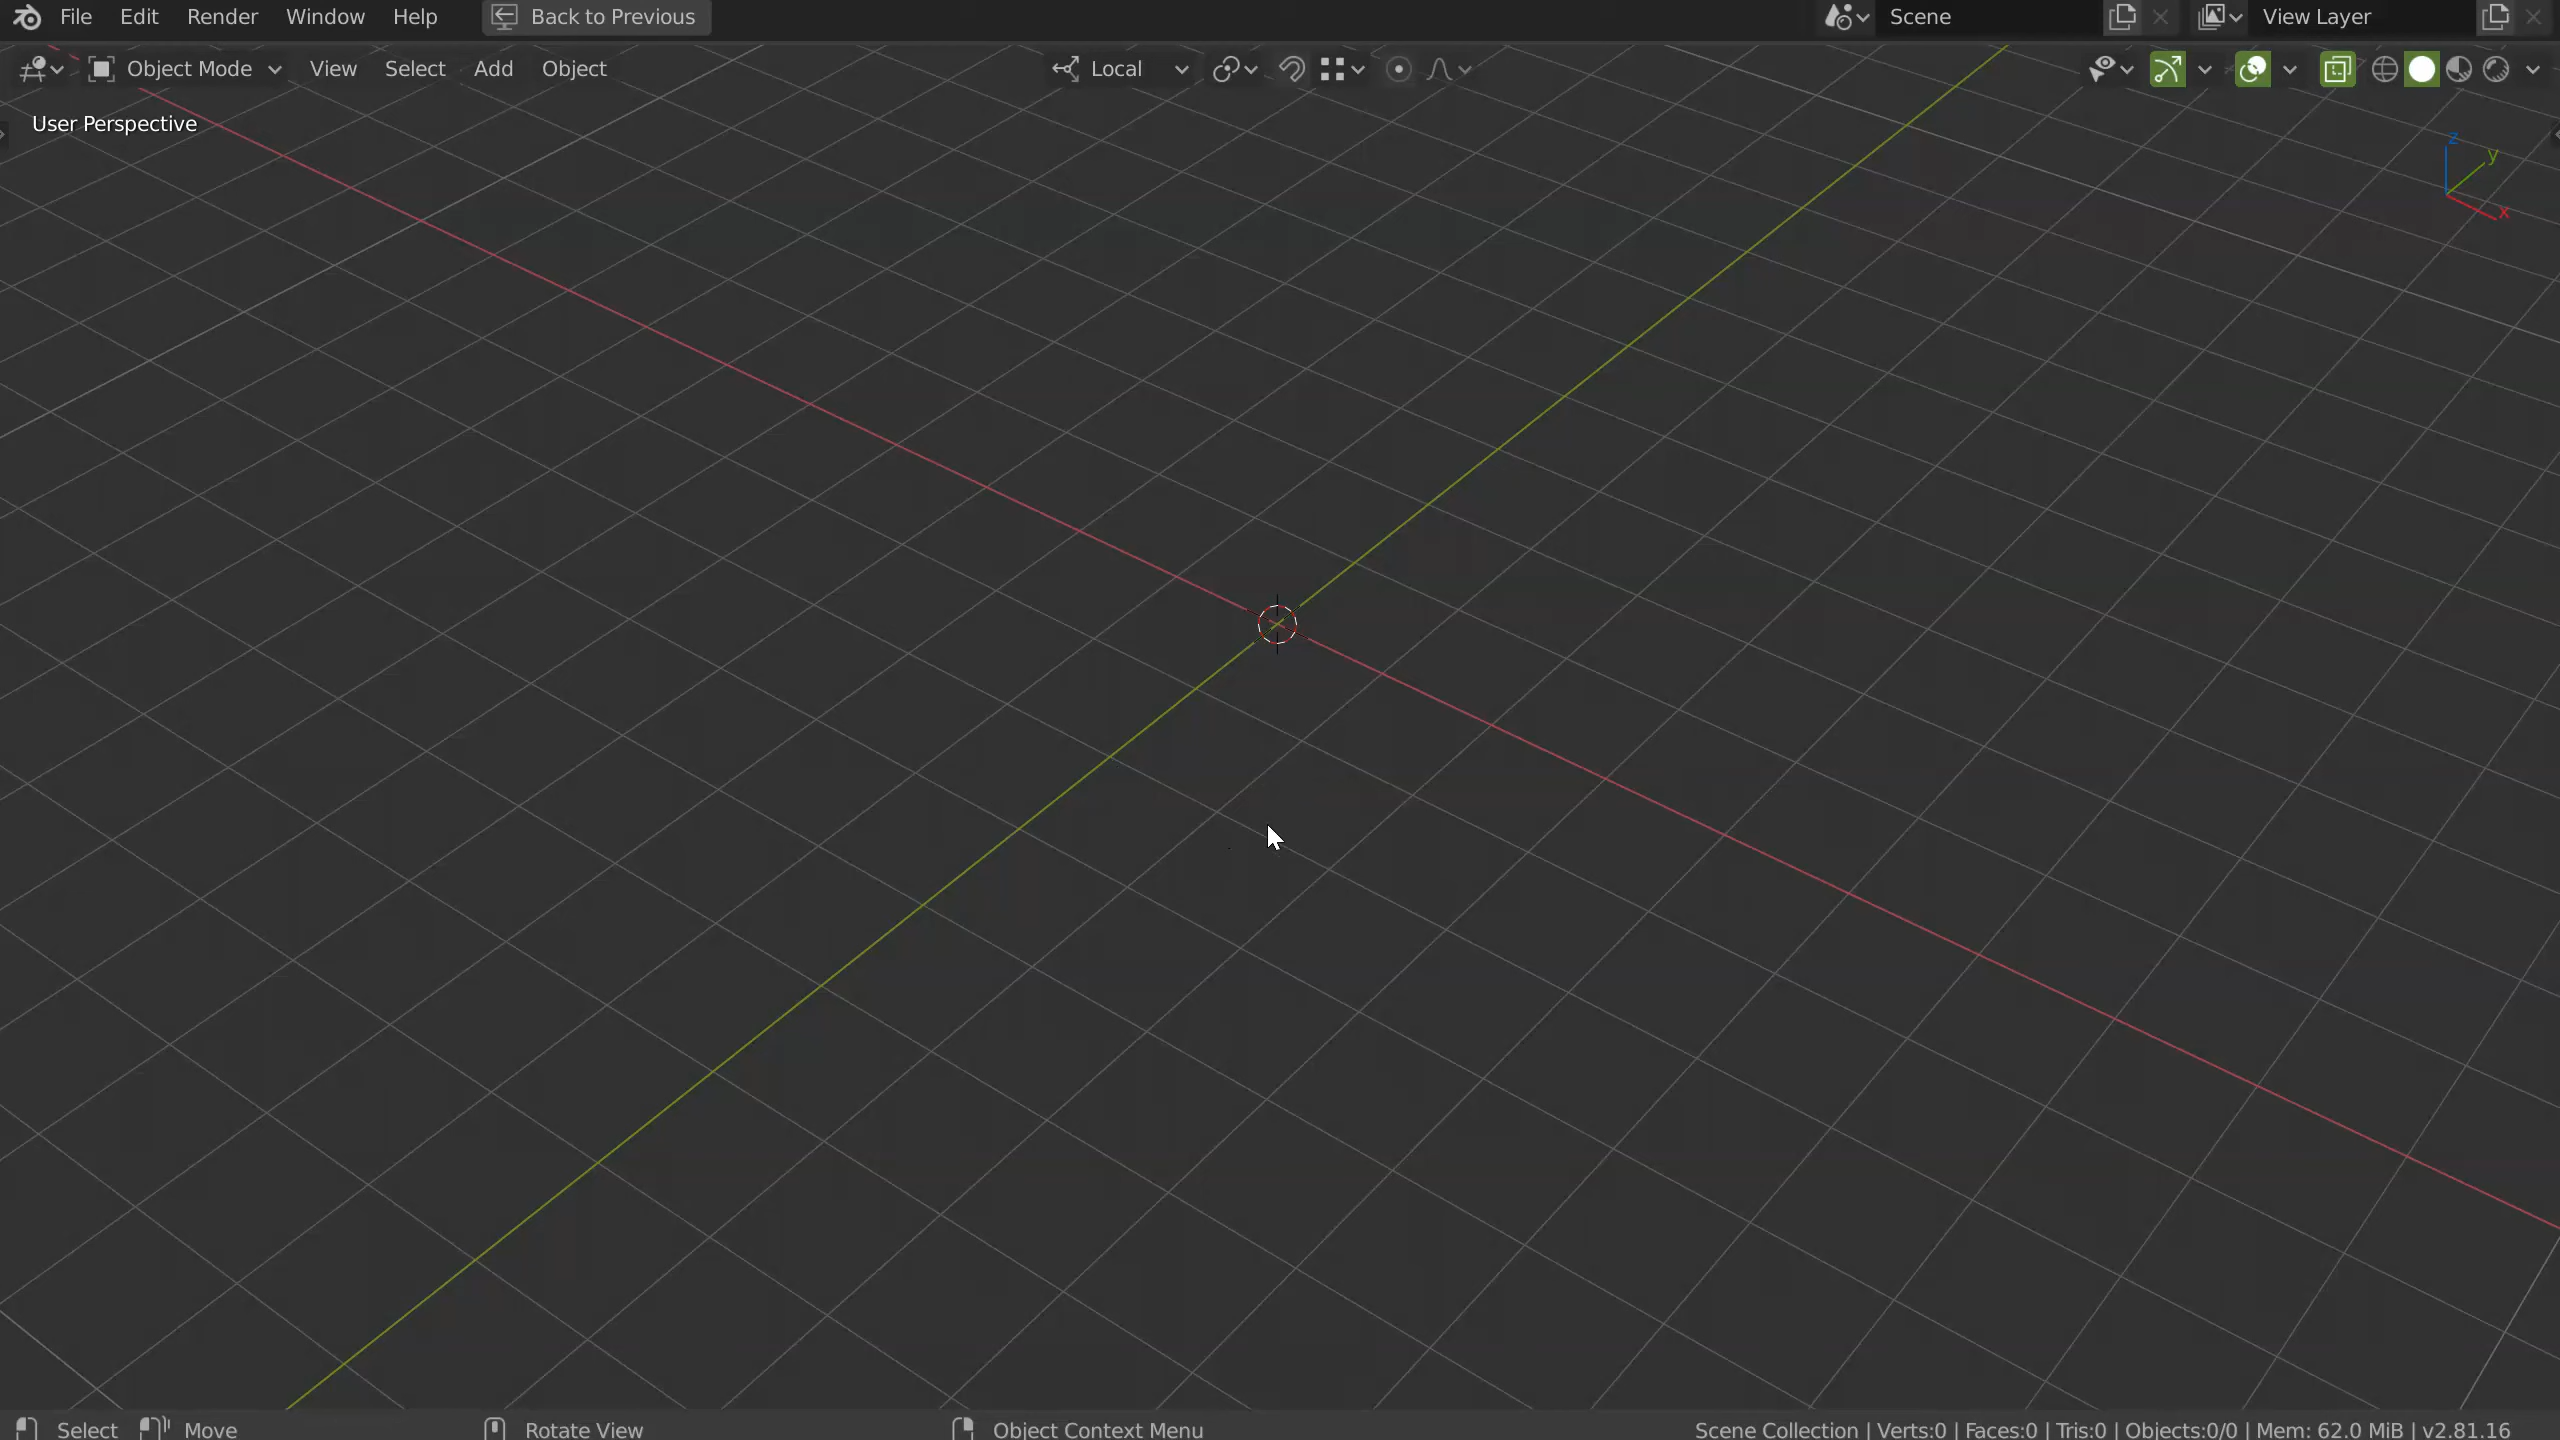 File Edit Render Window Help Back to Previous Scene View Layer
Object Mode View Select Add Object Local
User Perspective
z
y
x
Select Move Rotate View Object Context Menu Scene Collection | Verts:0 | Faces:0 | Tris:0 | Objects:0/0 | Mem: 62.0 MiB | v2.81.16